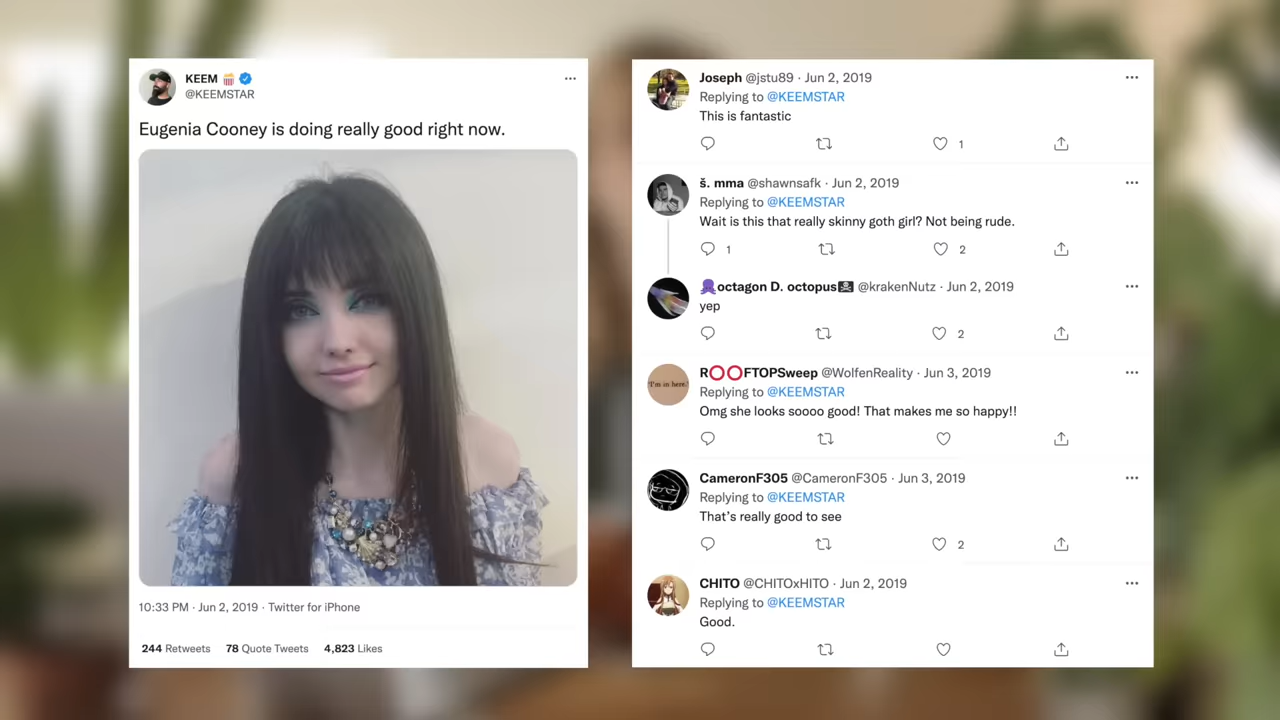 KEEM 🍿
@KEEMSTAR
Eugenia Cooney is doing really good right now.
10:33 PM · Jun 2, 2019 · Twitter for iPhone
244 Retweets 78 Quote Tweets 4,823 Likes
Joseph @jstu89 · Jun 2, 2019
Replying to @KEEMSTAR
This is fantastic
1
š. mma @shawnsafk · Jun 2, 2019
Replying to @KEEMSTAR
Wait is this that really skinny goth girl? Not being rude.
1 2
octagon D. octopus @krakenNutz · Jun 2, 2019
yep
2
"I'm in here."
R⭕⭕FTOPSweep @WolfenReality · Jun 3, 2019
Replying to @KEEMSTAR
Omg she looks soooo good! That makes me so happy!!
CameronF305 @CameronF305 · Jun 3, 2019
Replying to @KEEMSTAR
That's really good to see
2
CHITO @CHITOxHITO · Jun 2, 2019
Replying to @KEEMSTAR
Good.